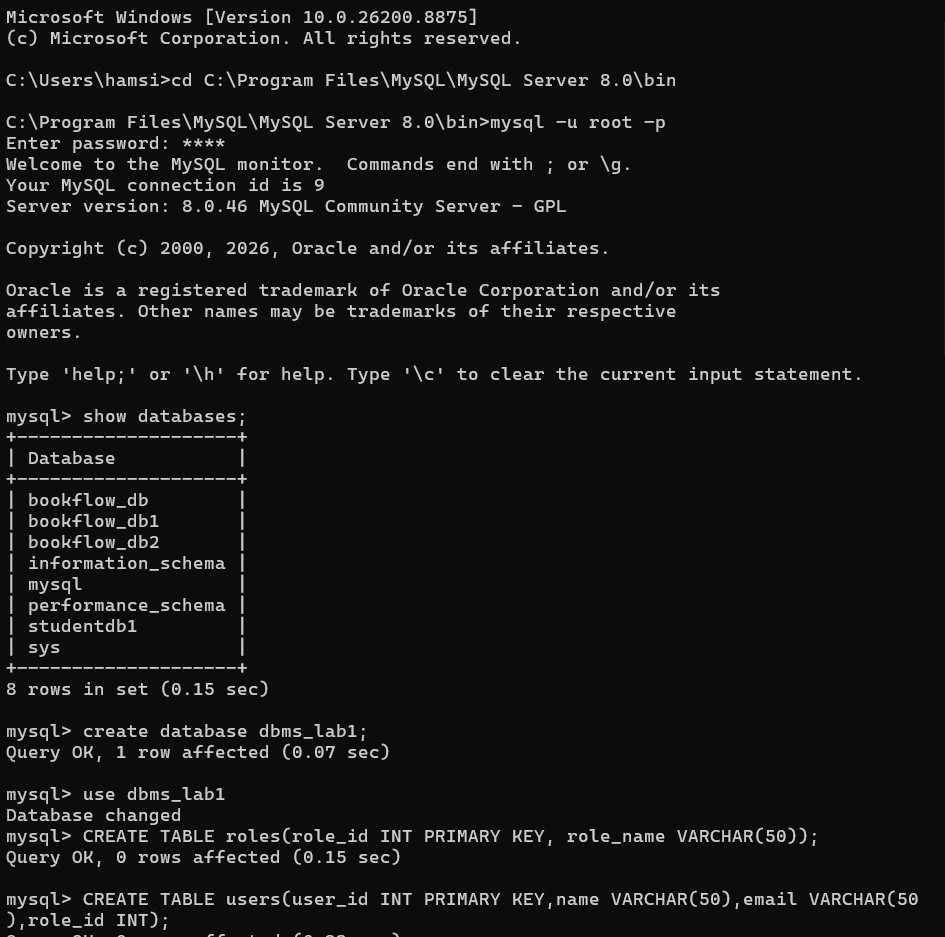 Microsoft Windows [Version 10.0.26200.8875]
(c) Microsoft Corporation. All rights reserved.
C:\Users\hamsi>cd C:\Program Files\MySQL\MySQL Server 8.0\bin
C:\Program Files\MySQL\MySQL Server 8.0\bin>mysql -u root -p
Enter password: ****
Welcome to the MySQL monitor.  Commands end with ; or \g.
Your MySQL connection id is 9
Server version: 8.0.46 MySQL Community Server - GPL
Copyright (c) 2000, 2026, Oracle and/or its affiliates.
Oracle is a registered trademark of Oracle Corporation and/or its
affiliates. Other names may be trademarks of their respective
owners.
Type 'help;' or '\h' for help. Type '\c' to clear the current input statement.
mysql> show databases;
+--------------------+
| Database           |
+--------------------+
| bookflow_db        |
| bookflow_db1       |
| bookflow_db2       |
| information_schema |
| mysql              |
| performance_schema |
| studentdb1         |
| sys                |
+--------------------+
8 rows in set (0.15 sec)
mysql> create database dbms_lab1;
Query OK, 1 row affected (0.07 sec)
mysql> use dbms_lab1
Database changed
mysql> CREATE TABLE roles(role_id INT PRIMARY KEY, role_name VARCHAR(50));
Query OK, 0 rows affected (0.15 sec)
mysql> CREATE TABLE users(user_id INT PRIMARY KEY,name VARCHAR(50),email VARCHAR(50
),role_id INT);